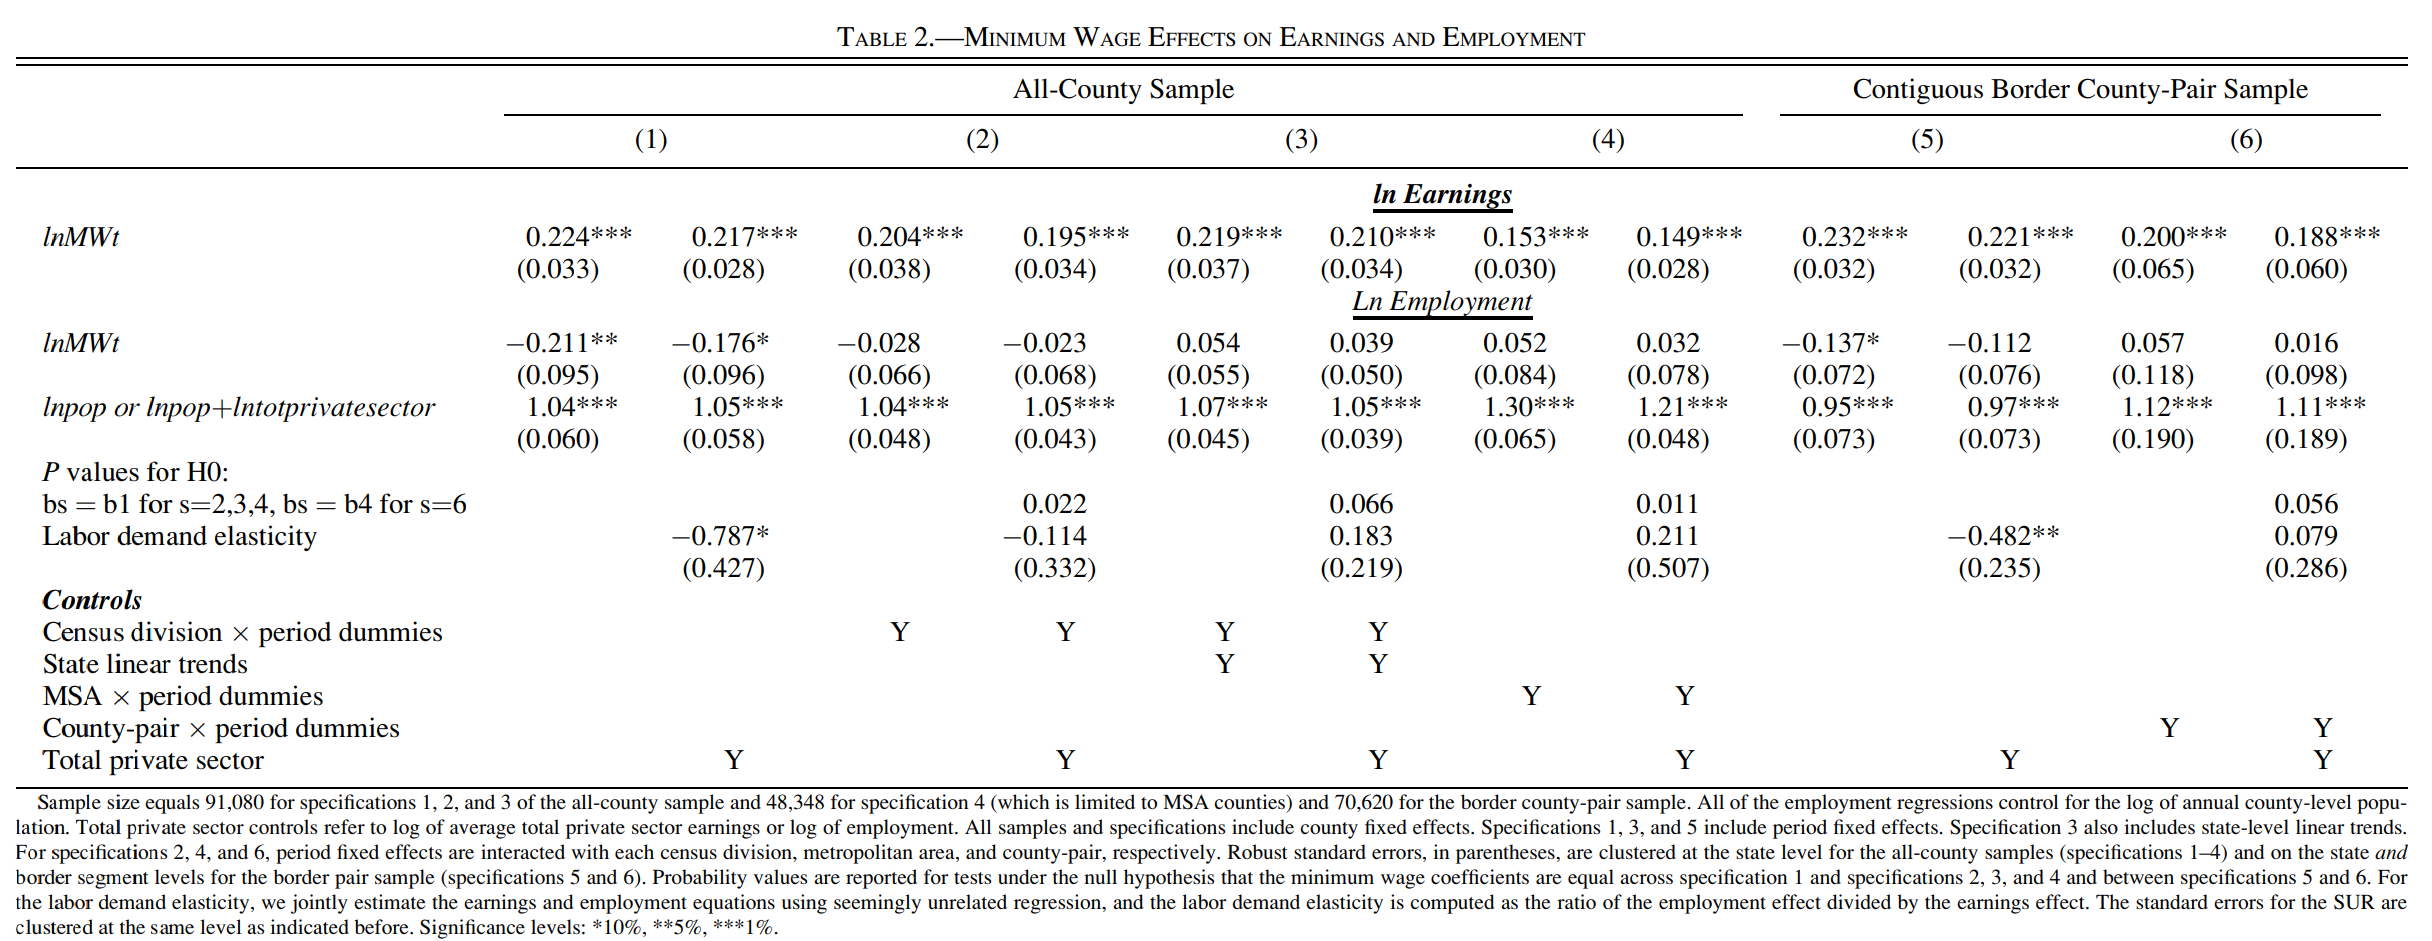 TABLE 2.—MINIMUM WAGE EFFECTS ON EARNINGS AND EMPLOYMENT
All-County Sample Contiguous Border County-Pair Sample
(1) (2) (3) (4) (5) (6)
ln Earnings
lnMWt 0.224*** 0.217*** 0.204*** 0.195*** 0.219*** 0.210*** 0.153*** 0.149*** 0.232*** 0.221*** 0.200*** 0.188***
(0.033) (0.028) (0.038) (0.034) (0.037) (0.034) (0.030) (0.028) (0.032) (0.032) (0.065) (0.060)
Ln Employment
lnMWt −0.211** −0.176* −0.028 −0.023 0.054 0.039 0.052 0.032 −0.137* −0.112 0.057 0.016
(0.095) (0.096) (0.066) (0.068) (0.055) (0.050) (0.084) (0.078) (0.072) (0.076) (0.118) (0.098)
lnpop or lnpop+lntotprivatesector 1.04*** 1.05*** 1.04*** 1.05*** 1.07*** 1.05*** 1.30*** 1.21*** 0.95*** 0.97*** 1.12*** 1.11***
(0.060) (0.058) (0.048) (0.043) (0.045) (0.039) (0.065) (0.048) (0.073) (0.073) (0.190) (0.189)
P values for H0:
bs = b1 for s=2,3,4, bs = b4 for s=6 0.022 0.066 0.011 0.056
Labor demand elasticity −0.787* −0.114 0.183 0.211 −0.482** 0.079
(0.427) (0.332) (0.219) (0.507) (0.235) (0.286)
Controls
Census division × period dummies Y Y Y Y
State linear trends Y Y
MSA × period dummies Y Y
County-pair × period dummies Y Y
Total private sector Y Y Y Y Y Y
Sample size equals 91,080 for specifications 1, 2, and 3 of the all-county sample and 48,348 for specification 4 (which is limited to MSA counties) and 70,620 for the border county-pair sample. All of the employment regressions control for the log of annual county-level popu-
lation. Total private sector controls refer to log of average total private sector earnings or log of employment. All samples and specifications include county fixed effects. Specifications 1, 3, and 5 include period fixed effects. Specification 3 also includes state-level linear trends.
For specifications 2, 4, and 6, period fixed effects are interacted with each census division, metropolitan area, and county-pair, respectively. Robust standard errors, in parentheses, are clustered at the state level for the all-county samples (specifications 1–4) and on the state and
border segment levels for the border pair sample (specifications 5 and 6). Probability values are reported for tests under the null hypothesis that the minimum wage coefficients are equal across specification 1 and specifications 2, 3, and 4 and between specifications 5 and 6. For
the labor demand elasticity, we jointly estimate the earnings and employment equations using seemingly unrelated regression, and the labor demand elasticity is computed as the ratio of the employment effect divided by the earnings effect. The standard errors for the SUR are
clustered at the same level as indicated before. Significance levels: *10%, **5%, ***1%.